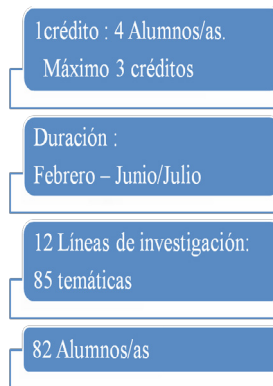 1crédito : 4 Alumnos/as.
Máximo 3 créditos
Duración :
Febrero – Junio/Julio
12 Líneas de investigación:
85 temáticas
82 Alumnos/as